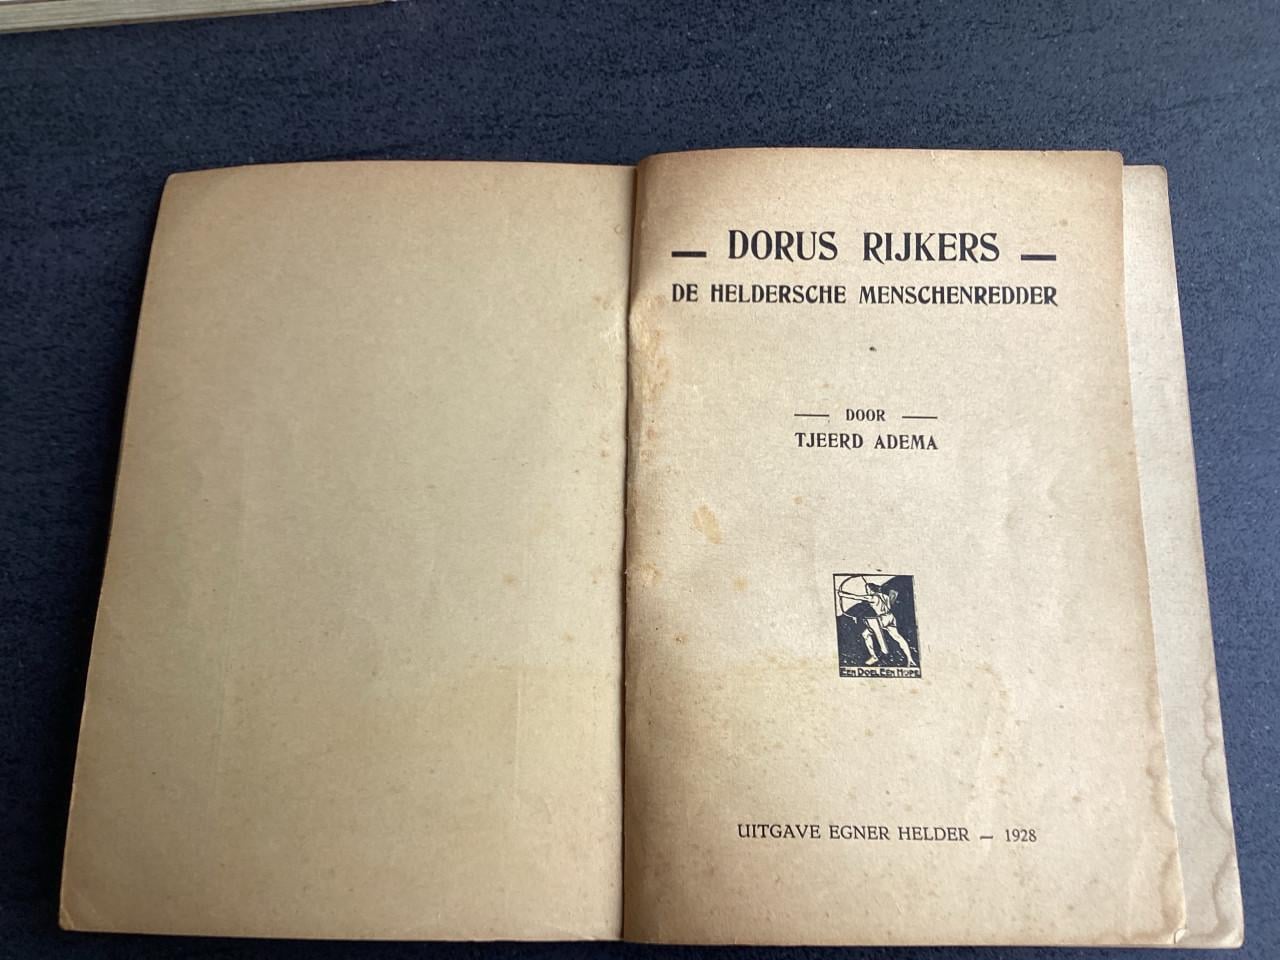 DORUS RIJKERS
DE HELDERSCHE MENSCHENREDDER
DOOR
TJEERD ADEMA
EEN DOEL EEN HOPE
UITGAVE EGNER HELDER — 1928